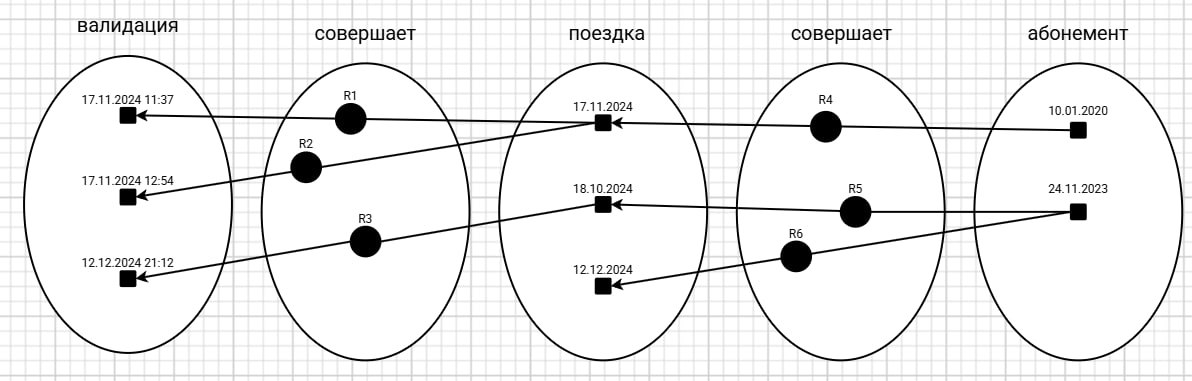 валидация
совершает
поездка
совершает
абонемент
17.11.2024 11:37
R1
17.11.2024
R4
10.01.2020
R2
17.11.2024 12:54
18.10.2024
R5
24.11.2023
R3
R6
12.12.2024 21:12
12.12.2024